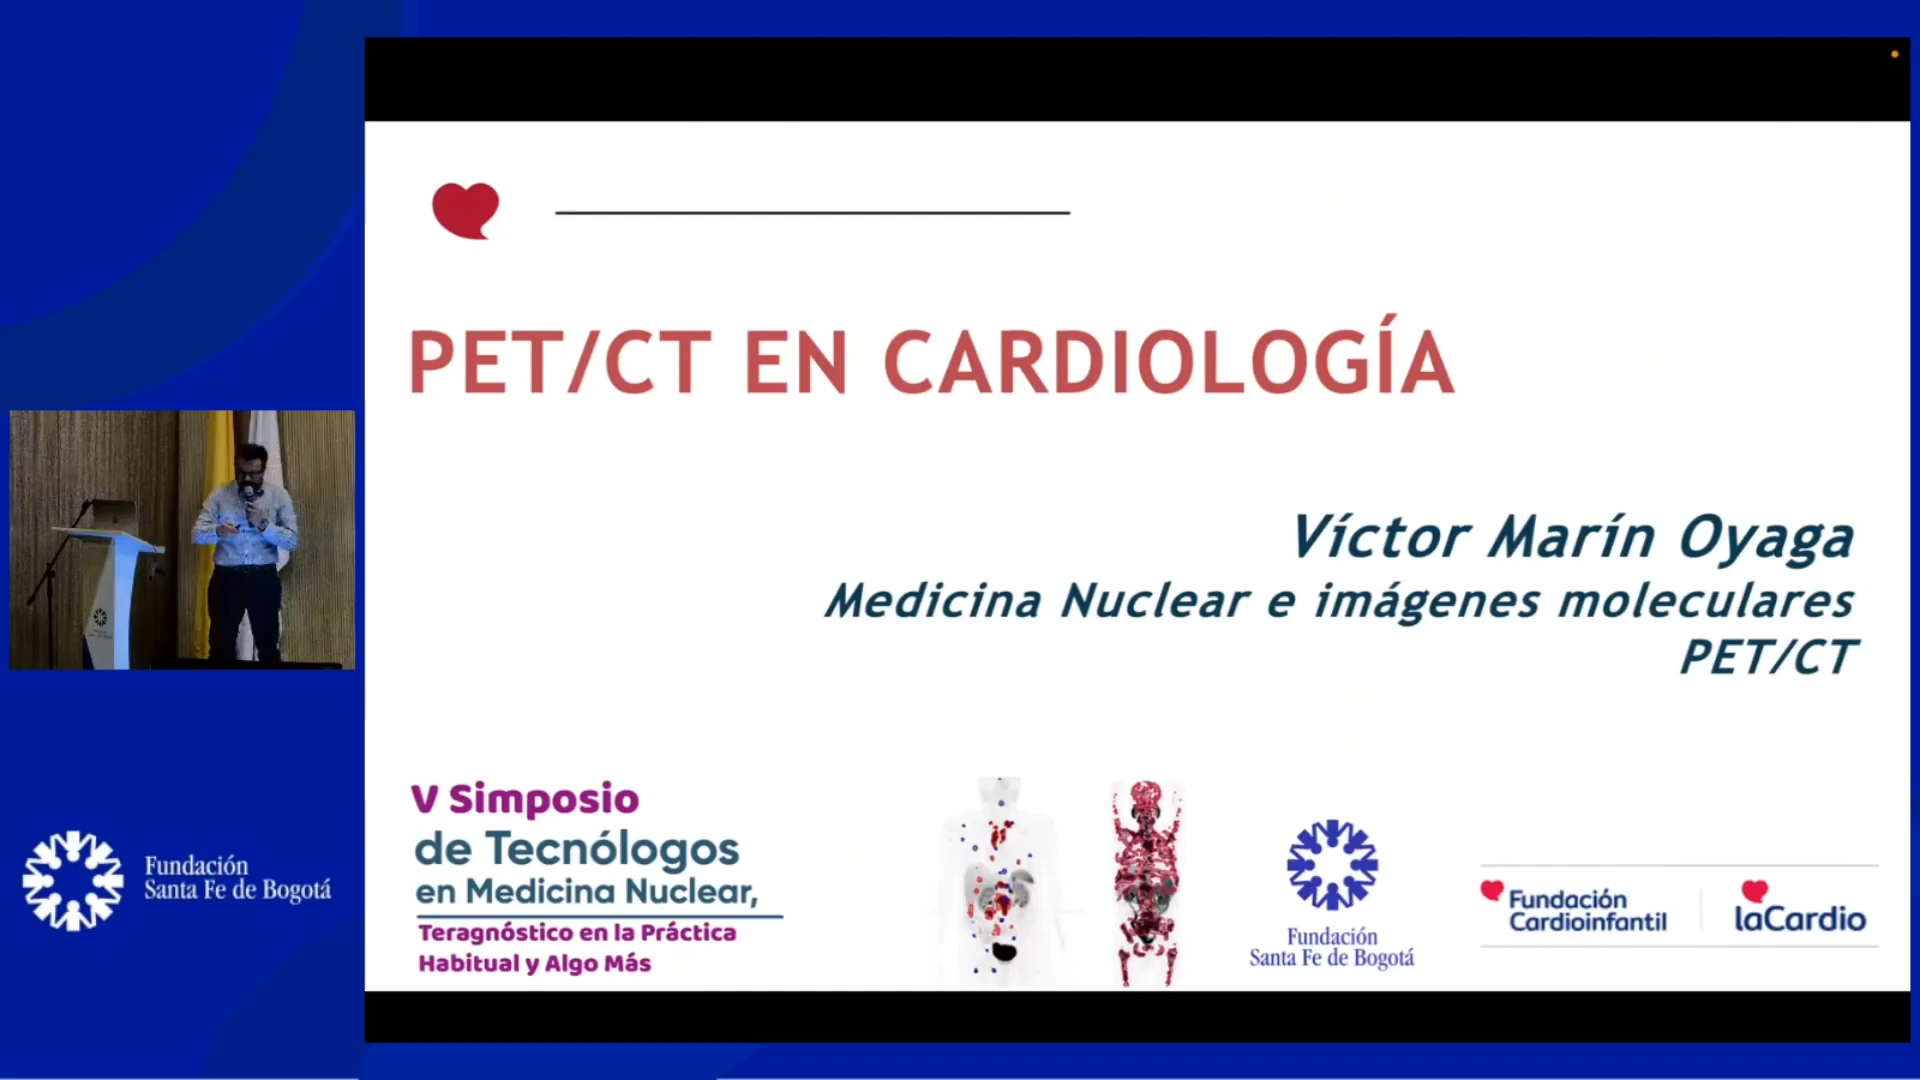 PET/CT EN CARDIOLOGÍA
Víctor Marín Oyaga
Medicina Nuclear e imágenes moleculares
PET/CT
V Simposio
de Tecnólogos
en Medicina Nuclear,
Teragnóstico en la Práctica
Habitual y Algo Más
Fundación
Santa Fe de Bogotá
Fundación
Cardioinfantil
laCardio
Fundación
Santa Fe de Bogotá